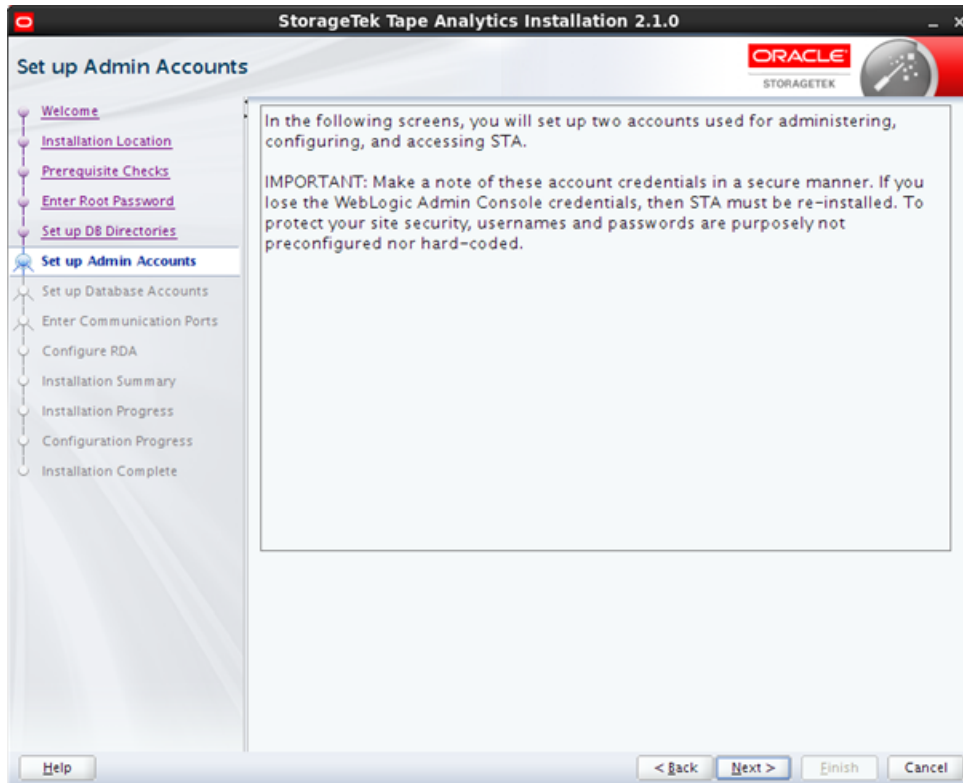 StorageTek Tape Analytics Installation 2.1.0
Set up Admin Accounts
ORACLE
STORAGETEK
Welcome
Installation Location
Prerequisite Checks
Enter Root Password
Set up DB Directories
Set up Admin Accounts
Set up Database Accounts
Enter Communication Ports
Configure RDA
Installation Summary
Installation Progress
Configuration Progress
Installation Complete
In the following screens, you will set up two accounts used for administering,
configuring, and accessing STA.
IMPORTANT: Make a note of these account credentials in a secure manner. If you
lose the WebLogic Admin Console credentials, then STA must be re-installed. To
protect your site security, usernames and passwords are purposely not
preconfigured nor hard-coded.
Help
< Back
Next >
Finish
Cancel